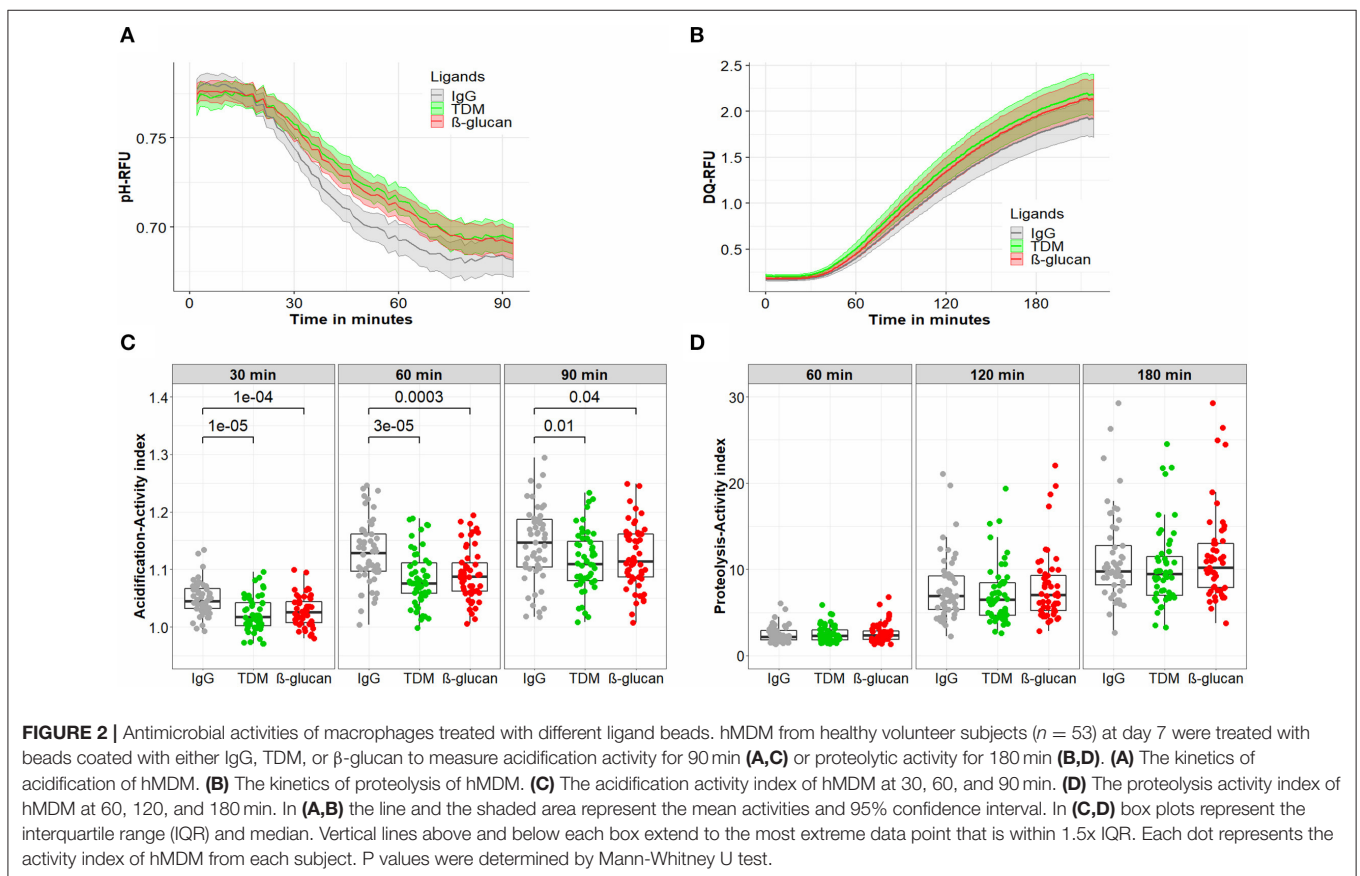 A
Ligands
IgG
TDM
ß-glucan
pH-RFU
0.75
0.70
0
30
60
90
Time in minutes
B
2.5
2.0
1.5
1.0
0.5
DQ-RFU
Ligands
IgG
TDM
ß-glucan
0
60
120
180
Time in minutes
C
30 min
60 min
90 min
1.4
1.3
1.2
1.1
1.0
Acidification-Activity index
1e-04
1e-05
0.0003
3e-05
0.04
0.01
IgG TDM ß-glucan
IgG TDM ß-glucan
IgG TDM ß-glucan
D
60 min
120 min
180 min
30
20
10
0
Proteolysis-Activity index
IgG TDM ß-glucan
IgG TDM ß-glucan
IgG TDM ß-glucan
FIGURE 2 | Antimicrobial activities of macrophages treated with different ligand beads. hMDM from healthy volunteer subjects (n = 53) at day 7 were treated with
beads coated with either IgG, TDM, or β-glucan to measure acidification activity for 90 min (A,C) or proteolytic activity for 180 min (B,D). (A) The kinetics of
acidification of hMDM. (B) The kinetics of proteolysis of hMDM. (C) The acidification activity index of hMDM at 30, 60, and 90 min. (D) The proteolysis activity index of
hMDM at 60, 120, and 180 min. In (A,B) the line and the shaded area represent the mean activities and 95% confidence interval. In (C,D) box plots represent the
interquartile range (IQR) and median. Vertical lines above and below each box extend to the most extreme data point that is within 1.5x IQR. Each dot represents the
activity index of hMDM from each subject. P values were determined by Mann-Whitney U test.